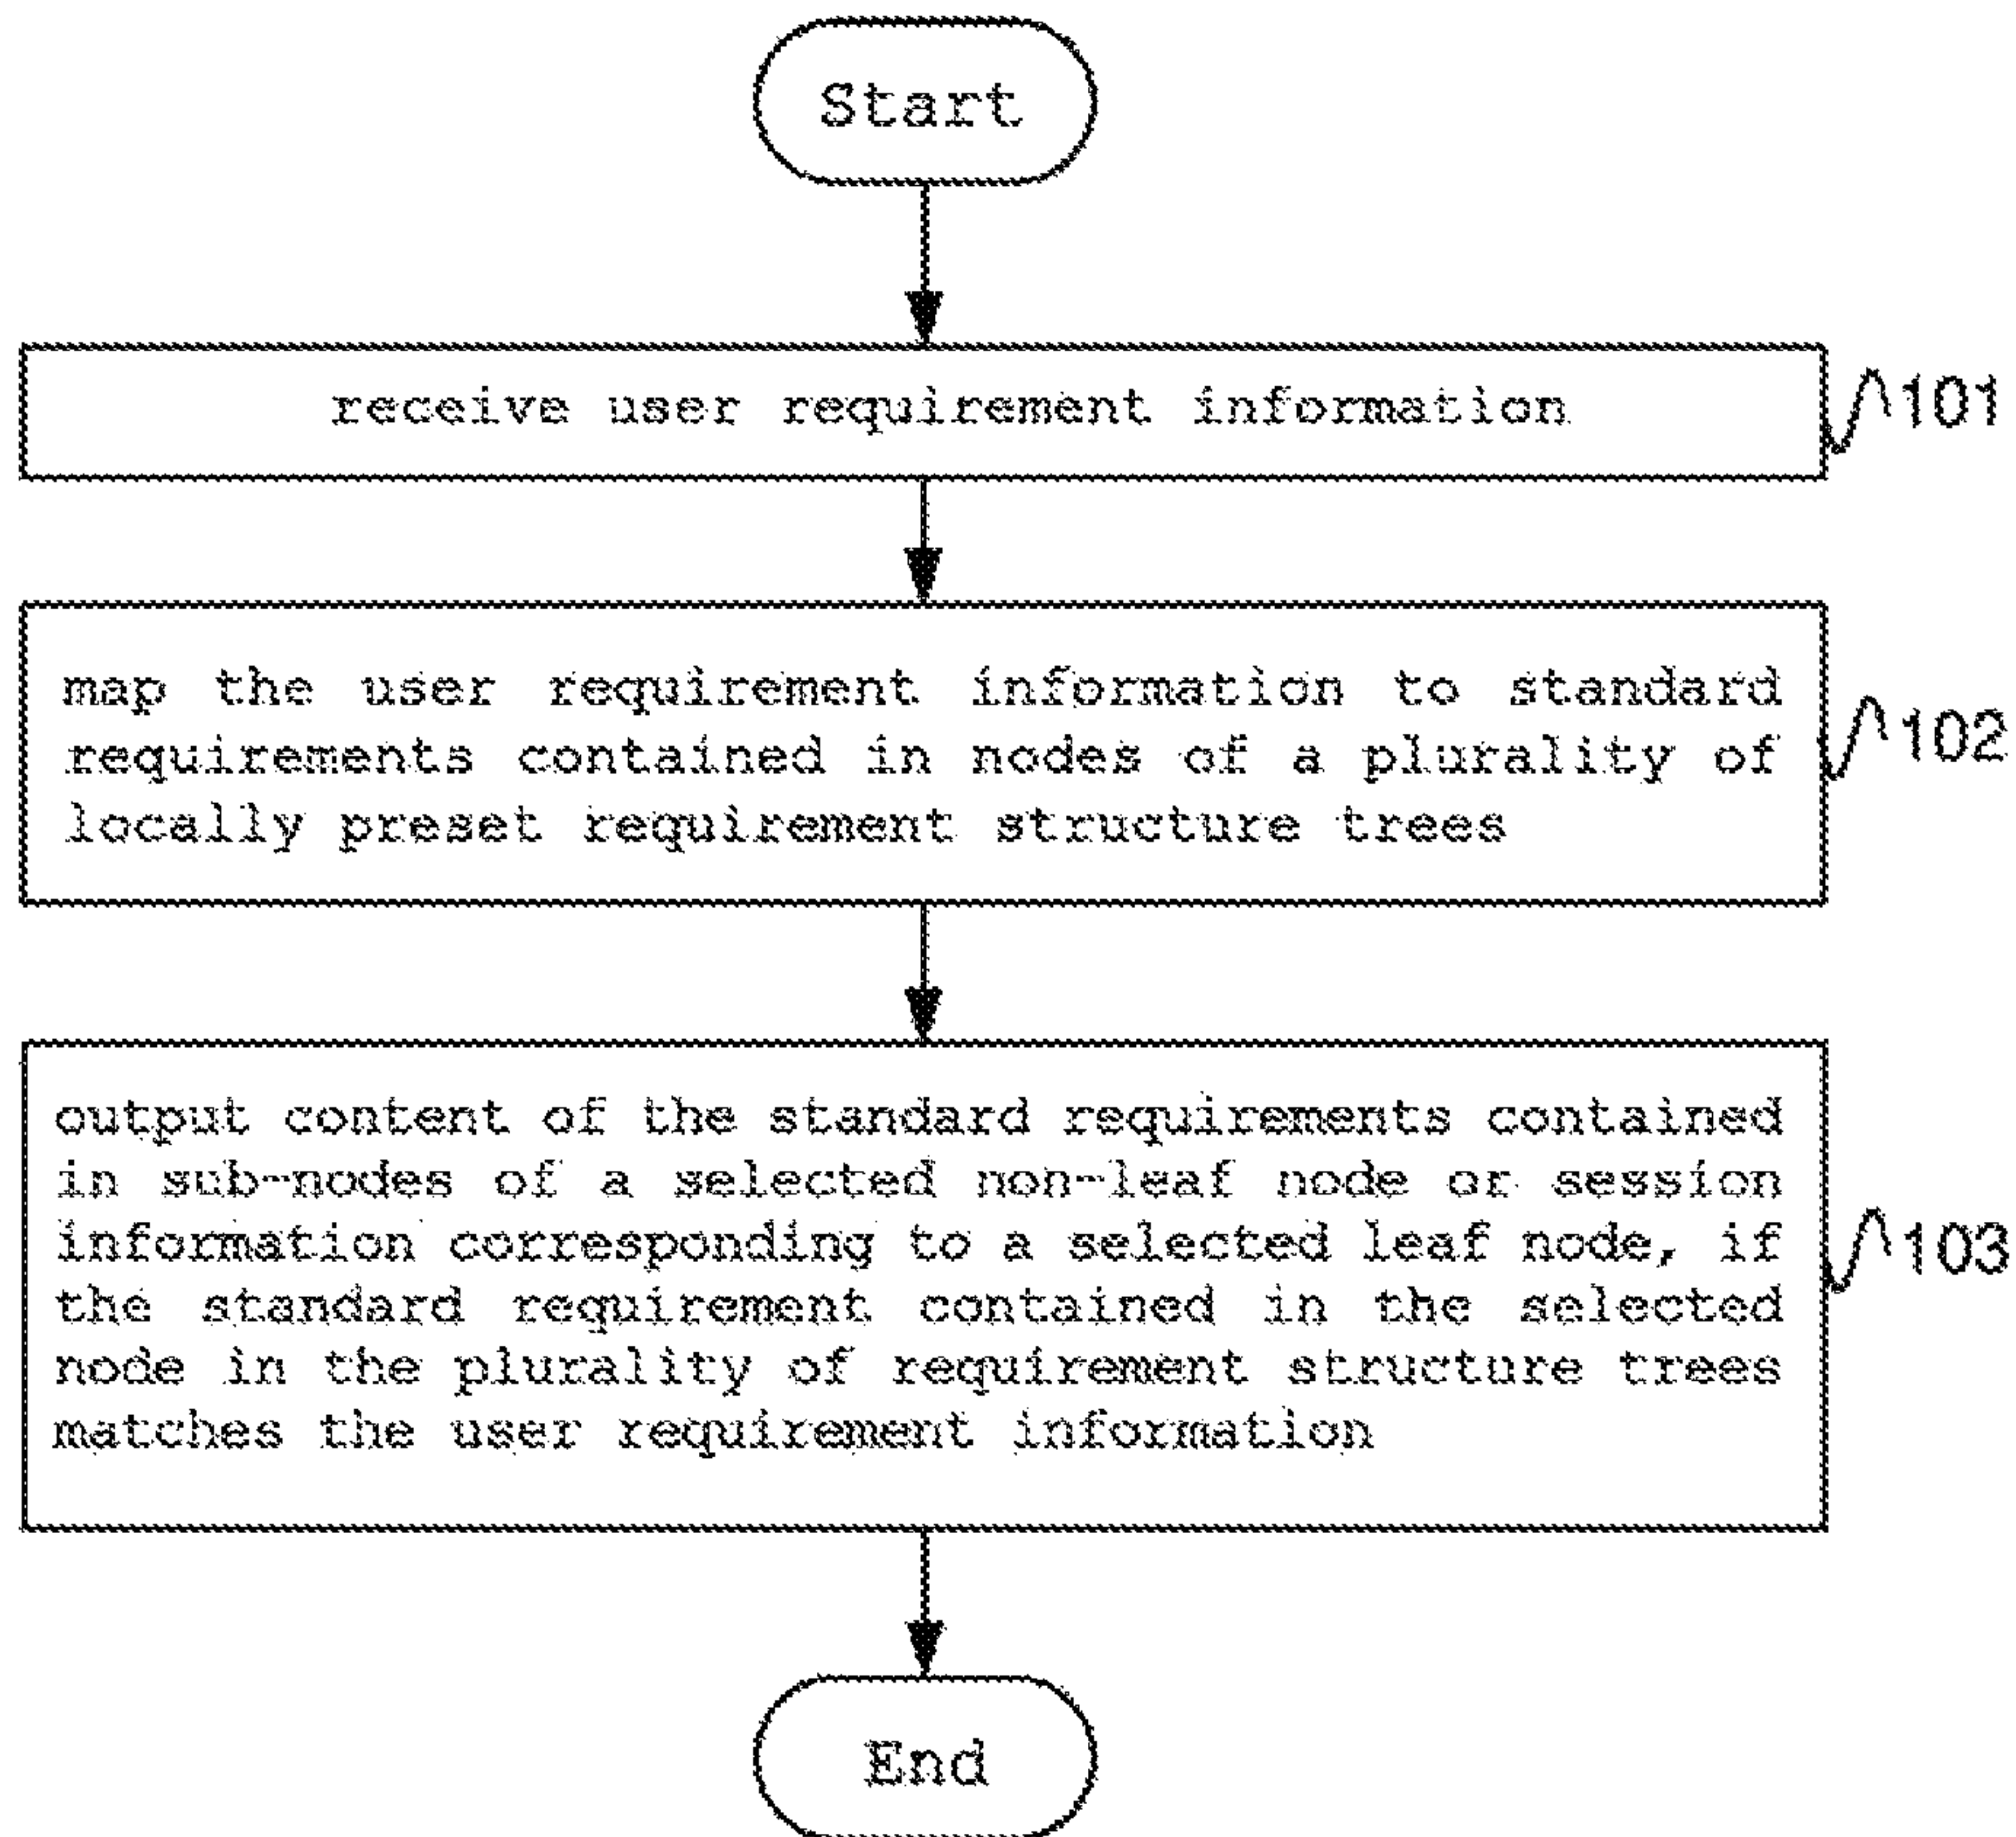 Start
receive user requirement information
101
map the user requirement information to standard
requirements contained in nodes of a plurality of
locally preset requirement structure trees
102
output content of the standard requirements contained
in sub-nodes of a selected non-leaf node or session
information corresponding to a selected leaf node, if
the standard requirement contained in the selected
node in the plurality of requirement structure trees
matches the user requirement information
103
End